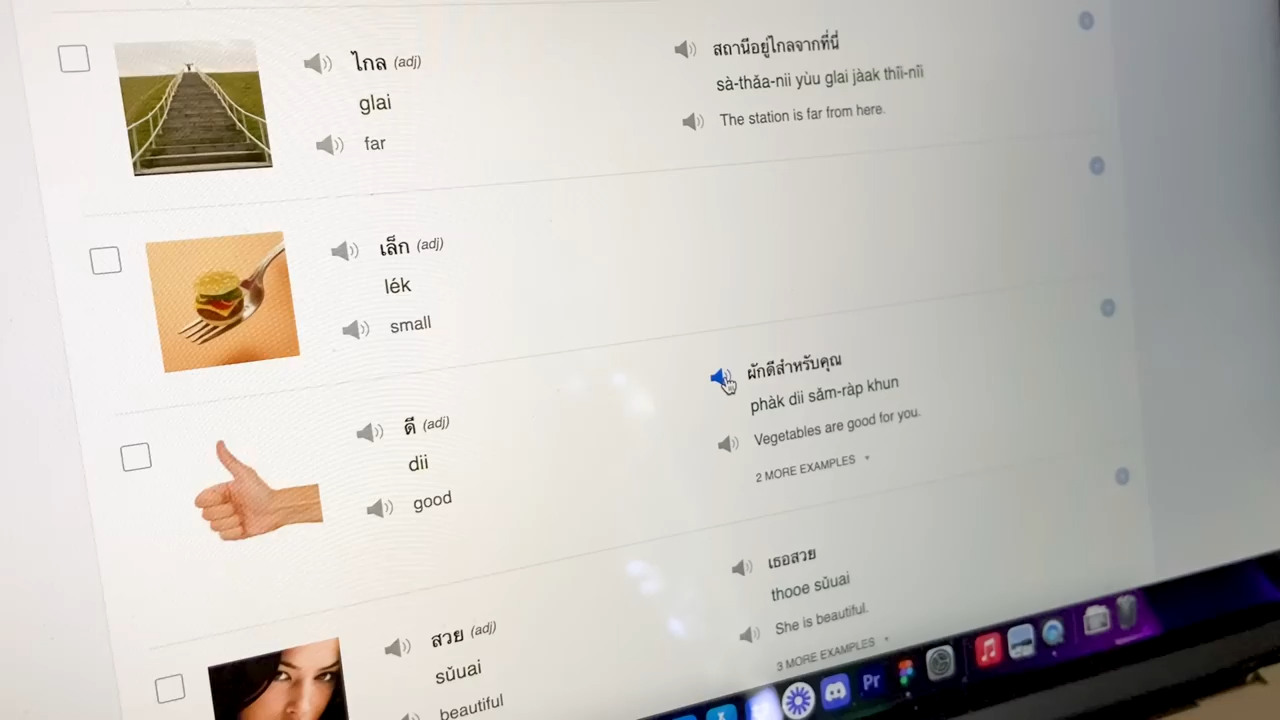 ไกล (adj)
glai
far
สถานีอยู่ไกลจากที่นี่
sà-thǎa-nii yùu glai jàak thîi-nîi
The station is far from here.
เล็ก (adj)
lék
small
ดี (adj)
dii
good
ผักดีสำหรับคุณ
phàk dii sǎm-ràp khun
Vegetables are good for you.
2 MORE EXAMPLES
สวย (adj)
sǔuai
beautiful
เธอสวย
thooe sǔuai
She is beautiful.
3 MORE EXAMPLES
Pr